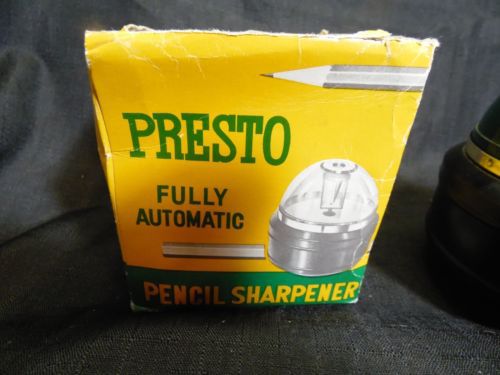 PRESTO
FULLY
AUTOMATIC
PENCIL SHARPENER